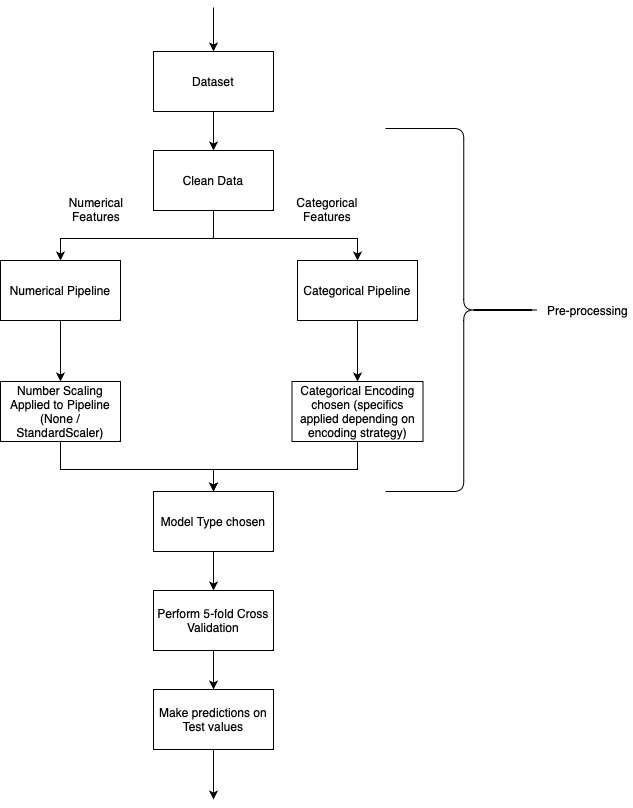 Dataset
Clean Data
Numerical
Features
Categorical
Features
Numerical Pipeline
Categorical Pipeline
Pre-processing
Number Scaling
Applied to Pipeline
(None /
StandardScaler)
Categorical Encoding
chosen (specifics
applied depending on
encoding strategy)
Model Type chosen
Perform 5-fold Cross
Validation
Make predictions on
Test values